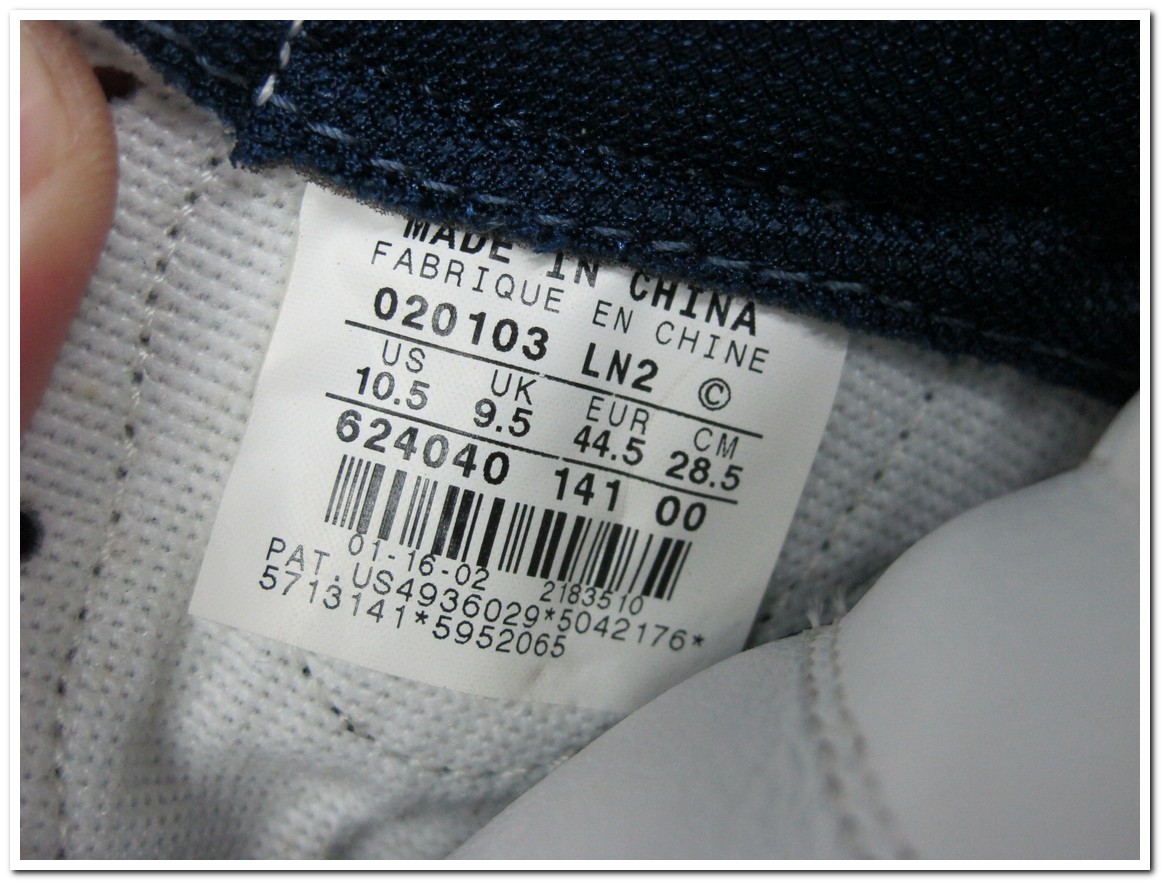 MADE IN CHINA
FABRIQUE EN CHINE
020103 LN2 ©
US UK EUR CM
10.5 9.5 44.5 28.5
624040 141 00
01-16-02 2183510
PAT.US4936029*5042176*
5713141*5952065